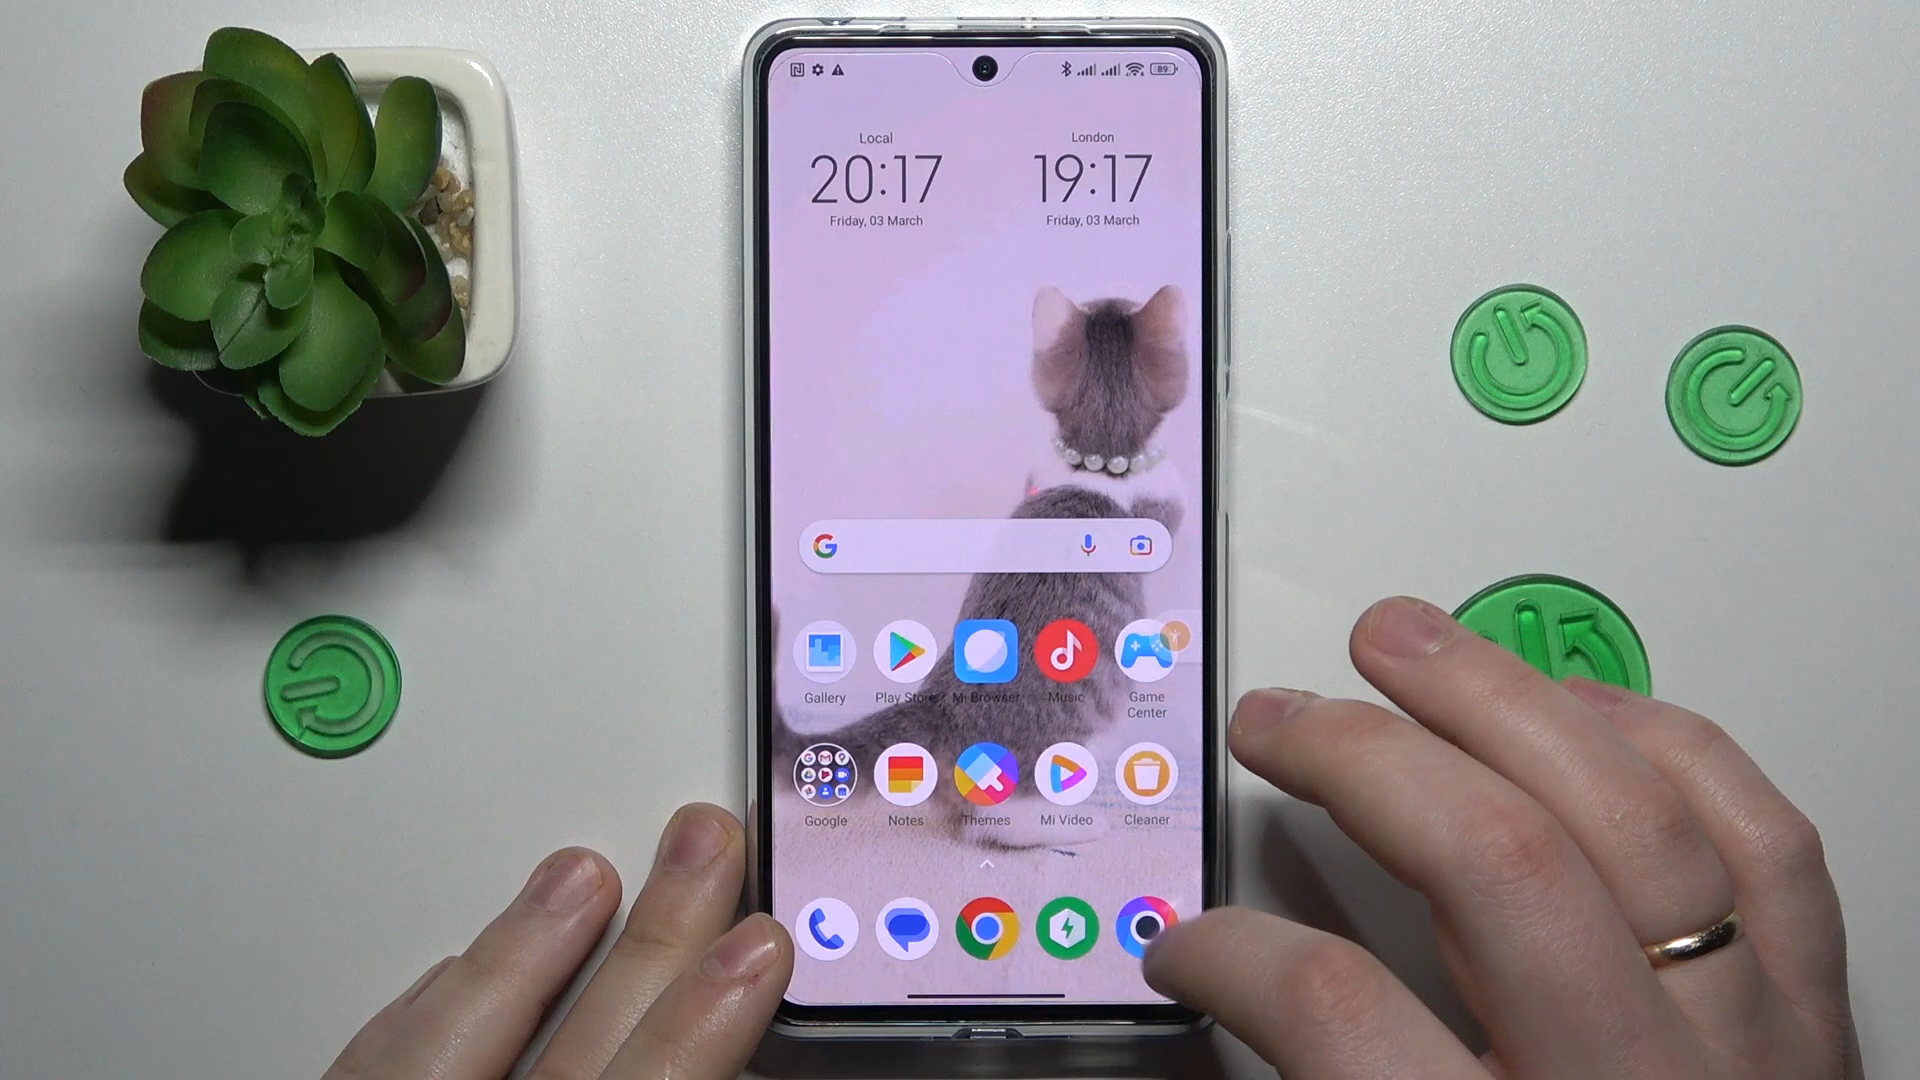 89
Local
London
20:17
19:17
Friday, 03 March
Friday, 03 March
Gallery
Play Store
Mi Browser
Music
Game
Center
Google
Notes
Themes
Mi Video
Cleaner